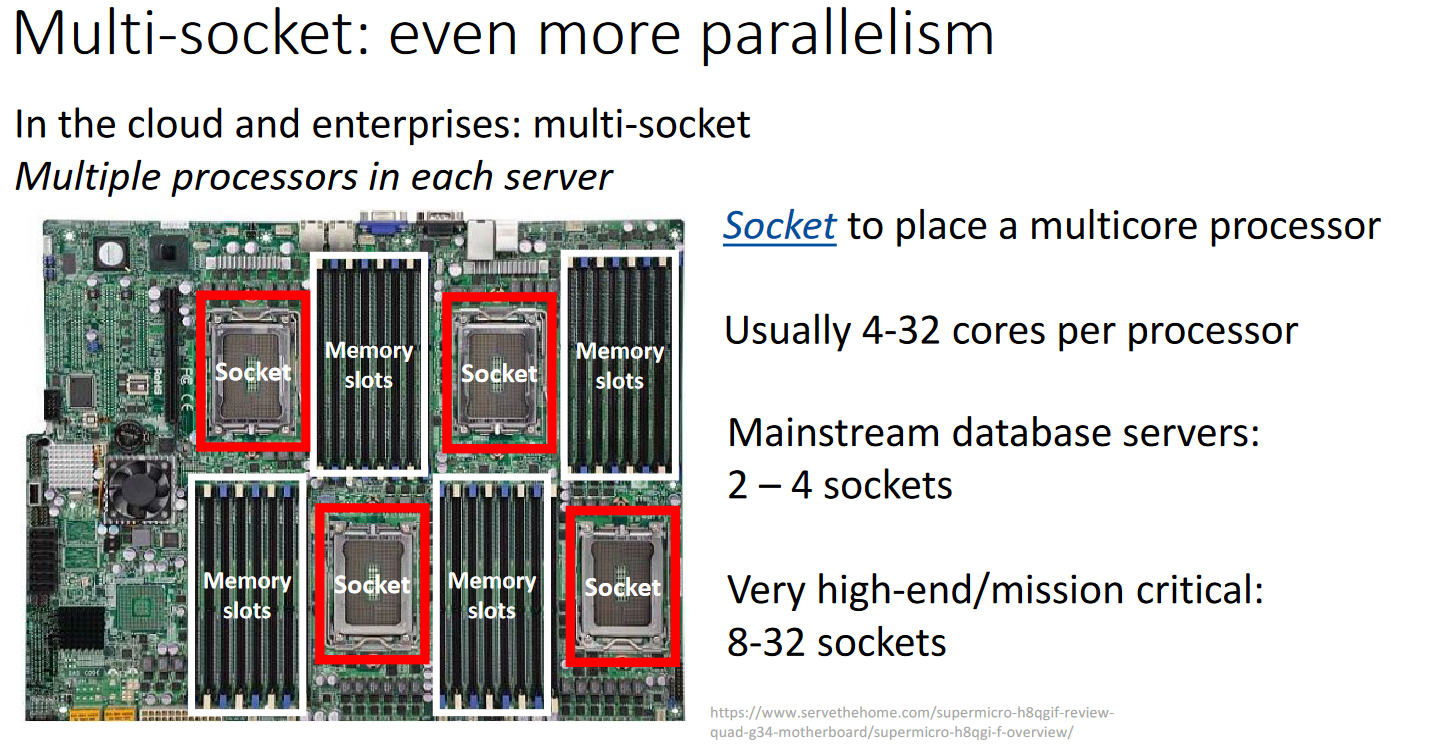 Multi-socket: even more parallelism
In the cloud and enterprises: multi-socket
Multiple processors in each server
Socket
Memory
slots
Socket
Memory
slots
Memory
slots
Socket
Memory
slots
Socket
RoHS
CE
Socket to place a multicore processor
Usually 4-32 cores per processor
Mainstream database servers:
2 – 4 sockets
Very high-end/mission critical:
8-32 sockets
https://www.servethehome.com/supermicro-h8qgif-review-
quad-g34-motherboard/supermicro-h8qgi-f-overview/